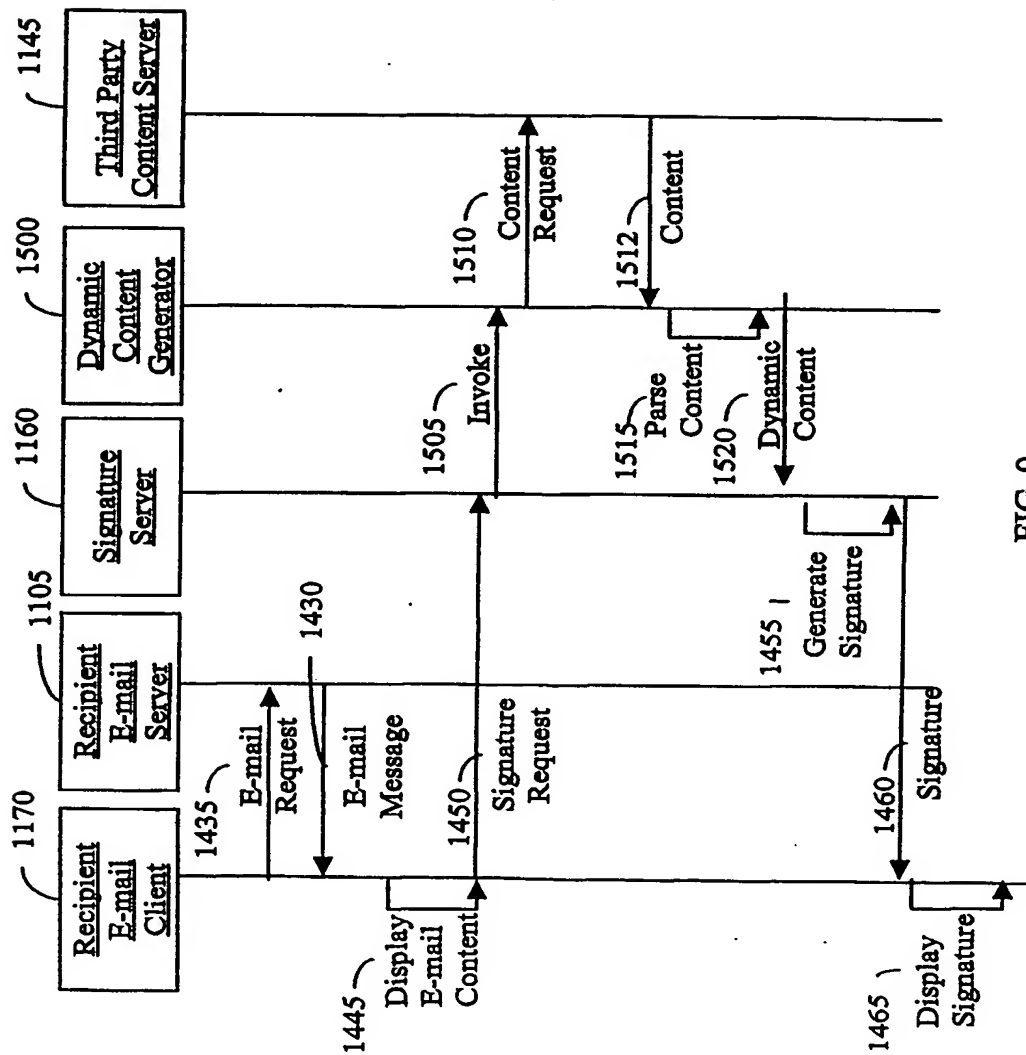 1170
Recipient
E-mail
Client
1105
Recipient
E-mail
Server
1160
Signature
Server
1500
Dynamic
Content
Generator
1145
Third Party
Content Server
1435
E-mail
Request
1430
E-mail
Message
1445
Display
E-mail
Content
1450
Signature
Request
1505
Invoke
1510
Content
Request
1512
Content
1515
Parse
Content
1520
Dynamic
Content
1455
Generate
Signature
1460
Signature
1465
Display
Signature
FIG. 9